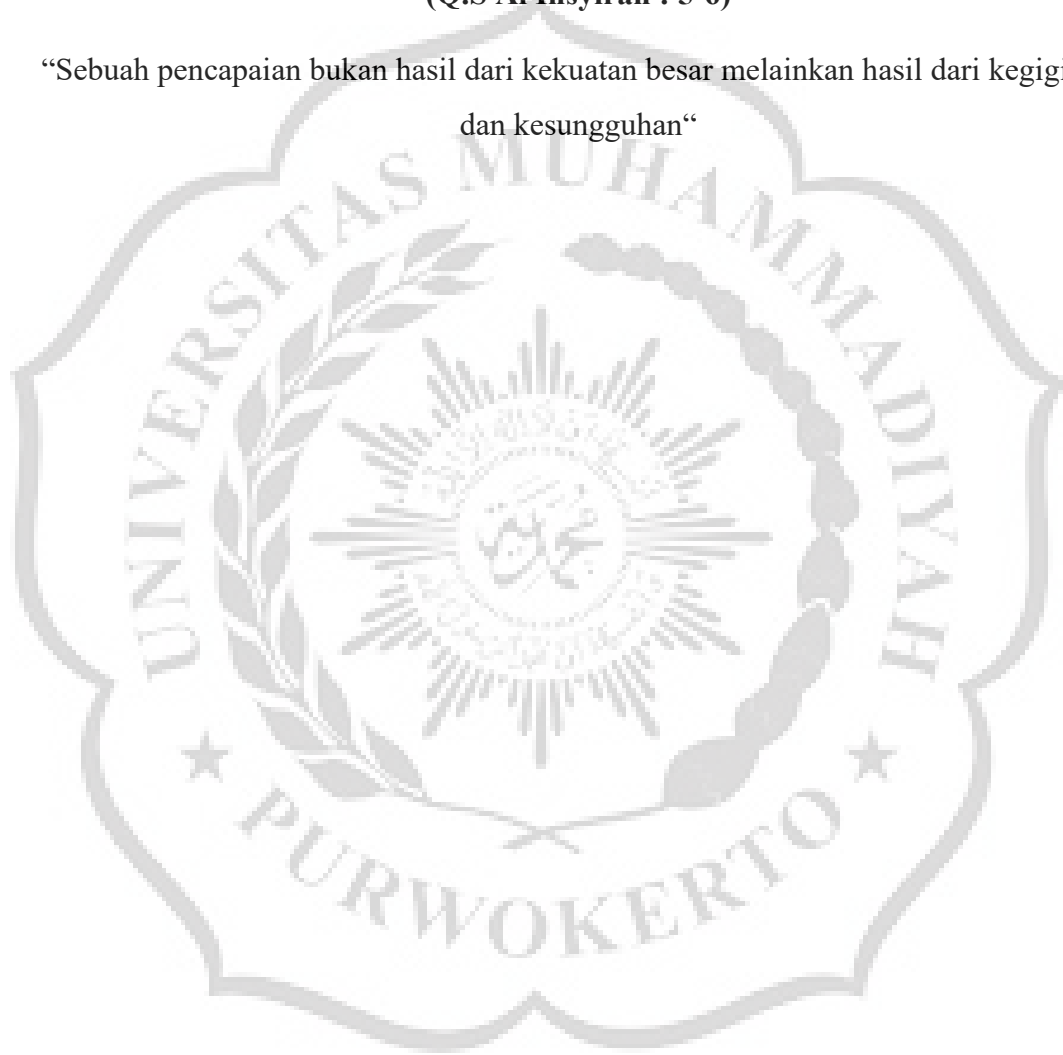 (Q.S Al Insyirah : 5-6)
“Sebuah pencapaian bukan hasil dari kekuatan besar melainkan hasil dari
dan kesungguhan“
UNIVERSITAS MUHAMMADIYAH
PURWOKERTO